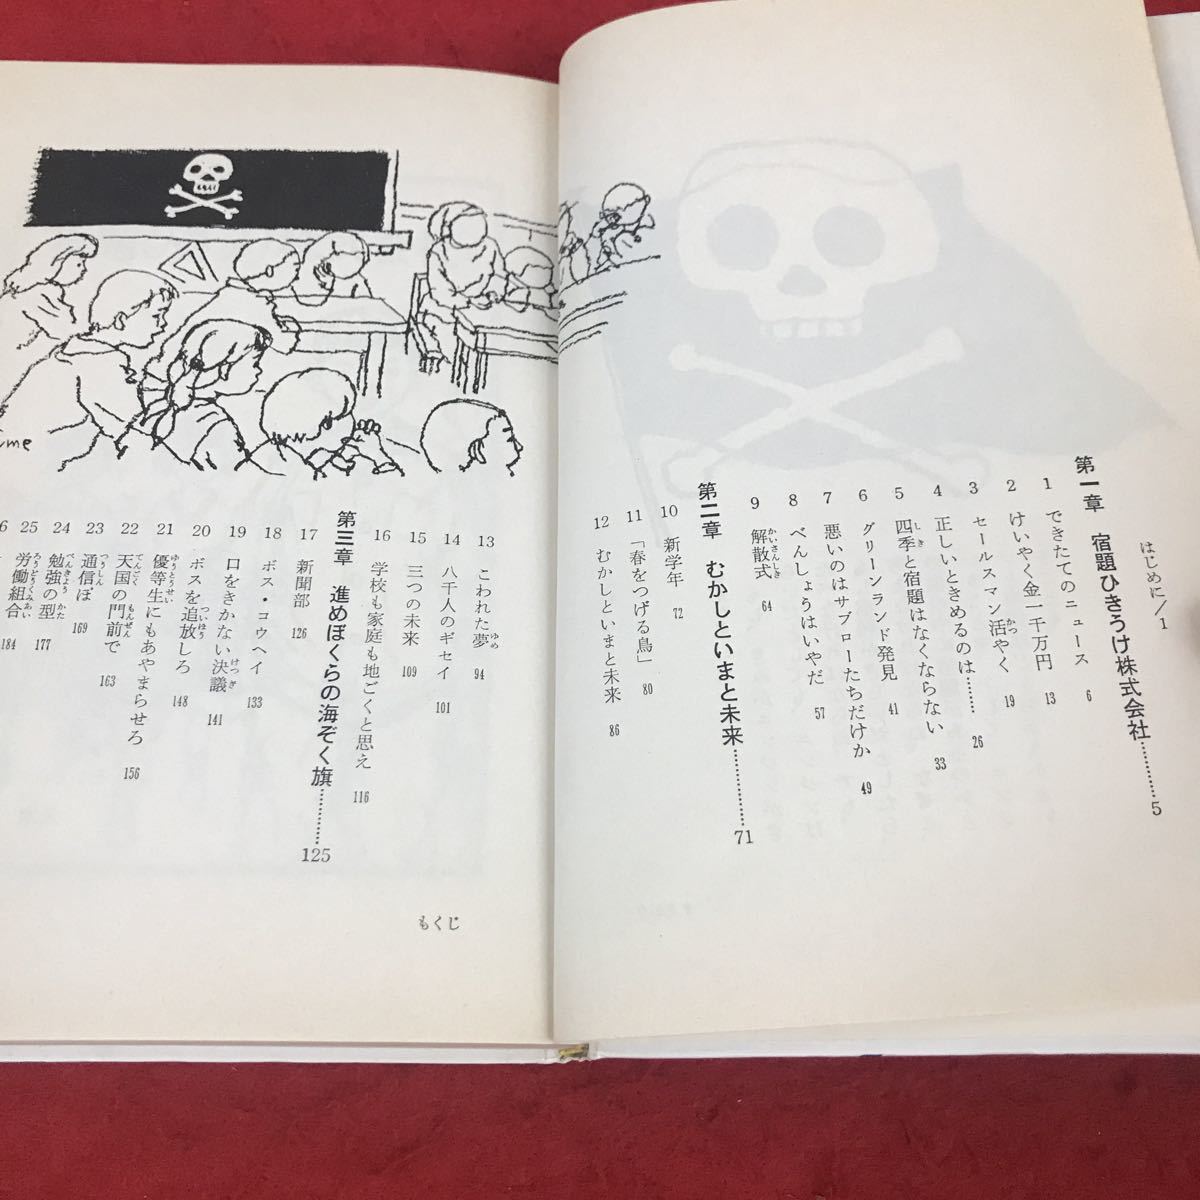 はじめに/1
第一章　宿題ひきうけ株式会社…………5
1　できたてのニュース　6
2　けいやく金一千万円　13
3　セールスマン活やく　19
4　正しいときめるのは………　26
5　四季と宿題はなくならない　33
6　グリーンランド発見　41
7　悪いのはサブローたちだけか　49
8　べんしょうはいやだ　57
9　解散式　64
第二章　むかしといまと未来…………71
10　新学年　72
11　「春をつげる鳥」　80
12　むかしといまと未来　86
13　こわれた夢　94
14　八千人のギセイ　101
15　三つの未来　109
16　学校も家庭も地ごくと思え　116
第三章　進めぼくらの海ぞく旗…………125
17　新聞部　126
18　ボス・コウヘイ　133
19　口をきかない決議　141
20　ボスを追放しろ　148
21　優等生にもあやまらせろ　156
22　天国の門前で　163
23　通信ぼ　169
24　勉強の型　177
25　労働組合　184
もくじ